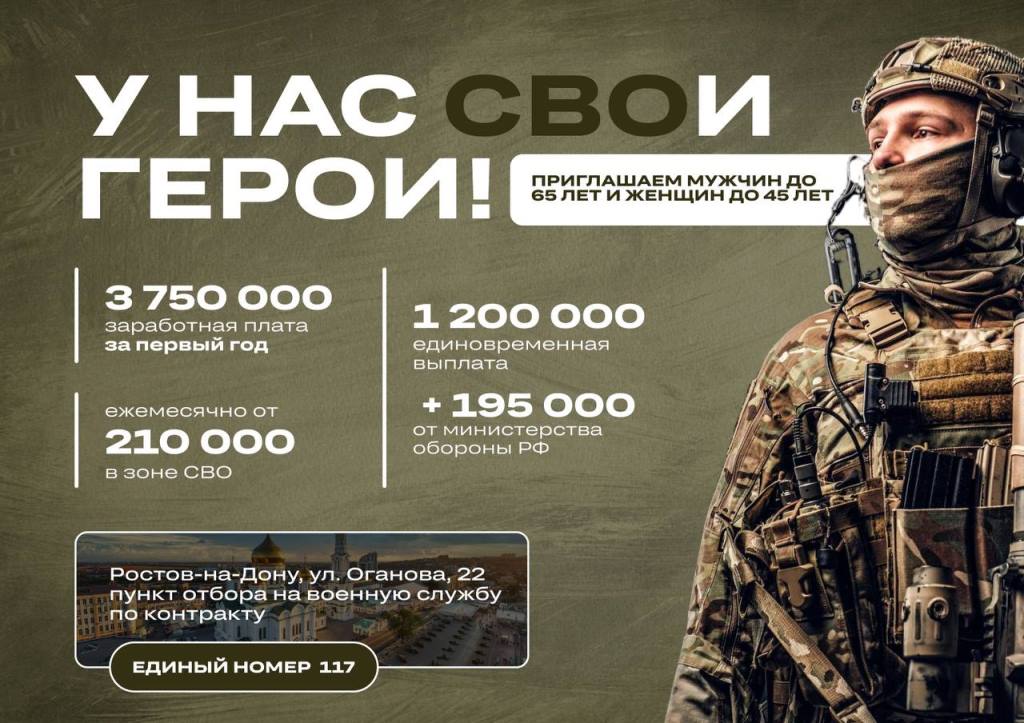 У НАС СВОИ
ГЕРОИ!
ПРИГЛАШАЕМ МУЖЧИН ДО
65 ЛЕТ И ЖЕНЩИН ДО 45 ЛЕТ
3 750 000
заработная плата
за первый год
ежемесячно от
210 000
в зоне СВО
1 200 000
единовременная
выплата
+ 195 000
от министерства
обороны РФ
Ростов-на-Дону, ул. Оганова, 22
пункт отбора на военную службу
по контракту
ЕДИНЫЙ НОМЕР 117